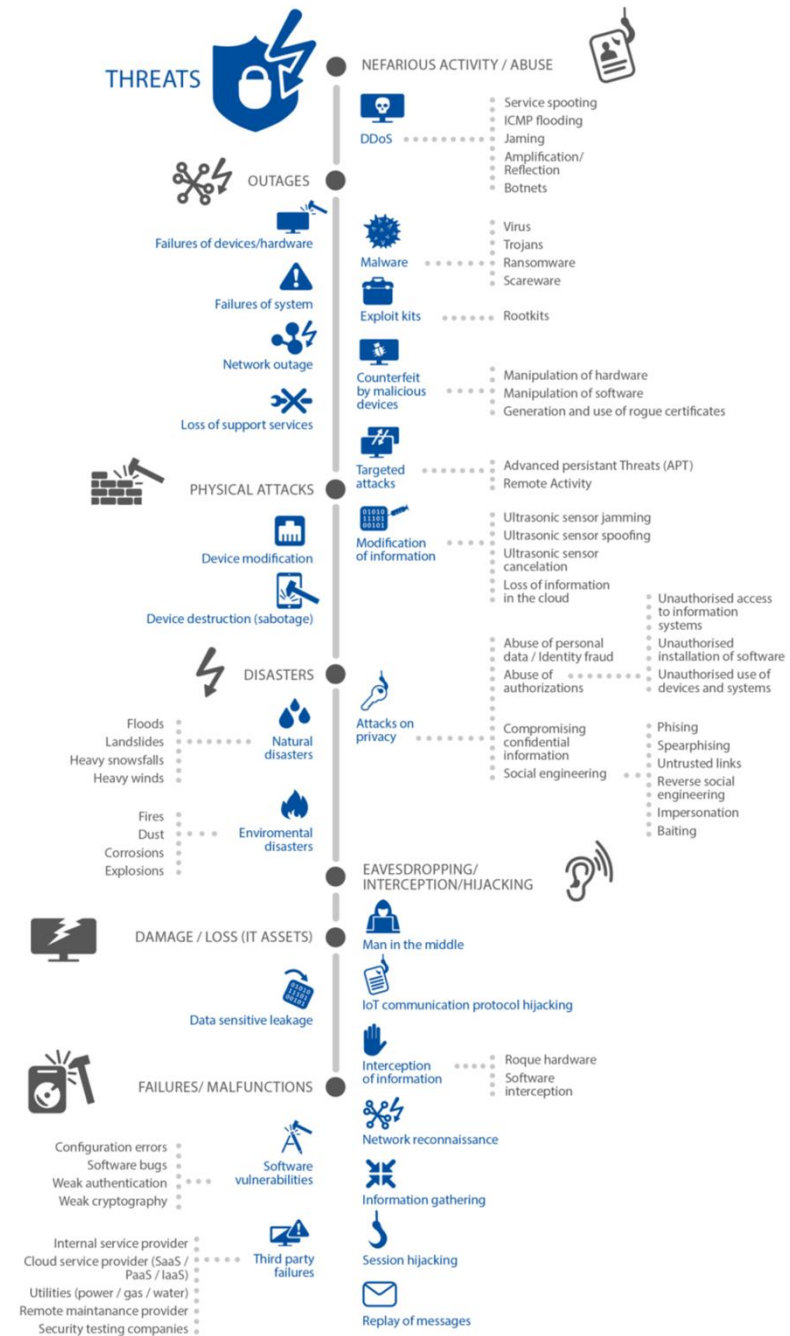 THREATS
NEFARIOUS ACTIVITY / ABUSE
DDoS
Service spooting
ICMP flooding
Jaming
Amplification/
Reflection
Botnets
OUTAGES
Failures of devices/hardware
Failures of system
Network outage
Loss of support services
Malware
Virus
Trojans
Ransomware
Scareware
Exploit kits
Rootkits
Counterfeit
by malicious
devices
Manipulation of hardware
Manipulation of software
Generation and use of rogue certificates
Targeted
attacks
Advanced persistant Threats (APT)
Remote Activity
PHYSICAL ATTACKS
Device modification
Device destruction (sabotage)
01010
11101
00101
Modification
of information
Ultrasonic sensor jamming
Ultrasonic sensor spoofing
Ultrasonic sensor
cancelation
Loss of information
in the cloud
DISASTERS
Natural
disasters
Floods
Landslides
Heavy snowsfalls
Heavy winds
Enviromental
disasters
Fires
Dust
Corrosions
Explosions
Attacks on
privacy
Abuse of personal
data / Identity fraud
Abuse of
authorizations
Unauthorised access
to information
systems
Unauthorised
installation of software
Unauthorised use of
devices and systems
Compromising
confidential
information
Social engineering
Phising
Spearphising
Untrusted links
Reverse social
engineering
Impersonation
Baiting
EAVESDROPPING/
INTERCEPTION/HIJACKING
Man in the middle
IoT communication protocol hijacking
Interception
of information
Roque hardware
Software
interception
Network reconnaissance
Information gathering
Session hijacking
Replay of messages
DAMAGE / LOSS (IT ASSETS)
01010
11101
00101
Data sensitive leakage
FAILURES/ MALFUNCTIONS
Software
vulnerabilities
Configuration errors
Software bugs
Weak authentication
Weak cryptography
Third party
failures
Internal service provider
Cloud service provider (SaaS /
PaaS / IaaS)
Utilities (power / gas / water)
Remote maintanance provider
Security testing companies